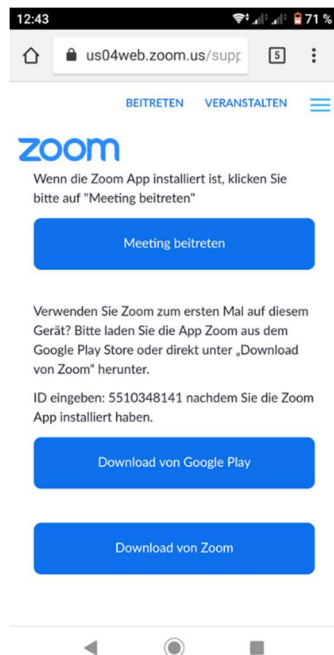 12:43
71 %
us04web.zoom.us/supp
5
BEITRETEN VERANSTALTEN
zoom
Wenn die Zoom App installiert ist, klicken Sie
bitte auf "Meeting beitreten"
Meeting beitreten
Verwenden Sie Zoom zum ersten Mal auf diesem
Gerät? Bitte laden Sie die App Zoom aus dem
Google Play Store oder direkt unter „Download
von Zoom“ herunter.
ID eingeben: 5510348141 nachdem Sie die Zoom
App installiert haben.
Download von Google Play
Download von Zoom